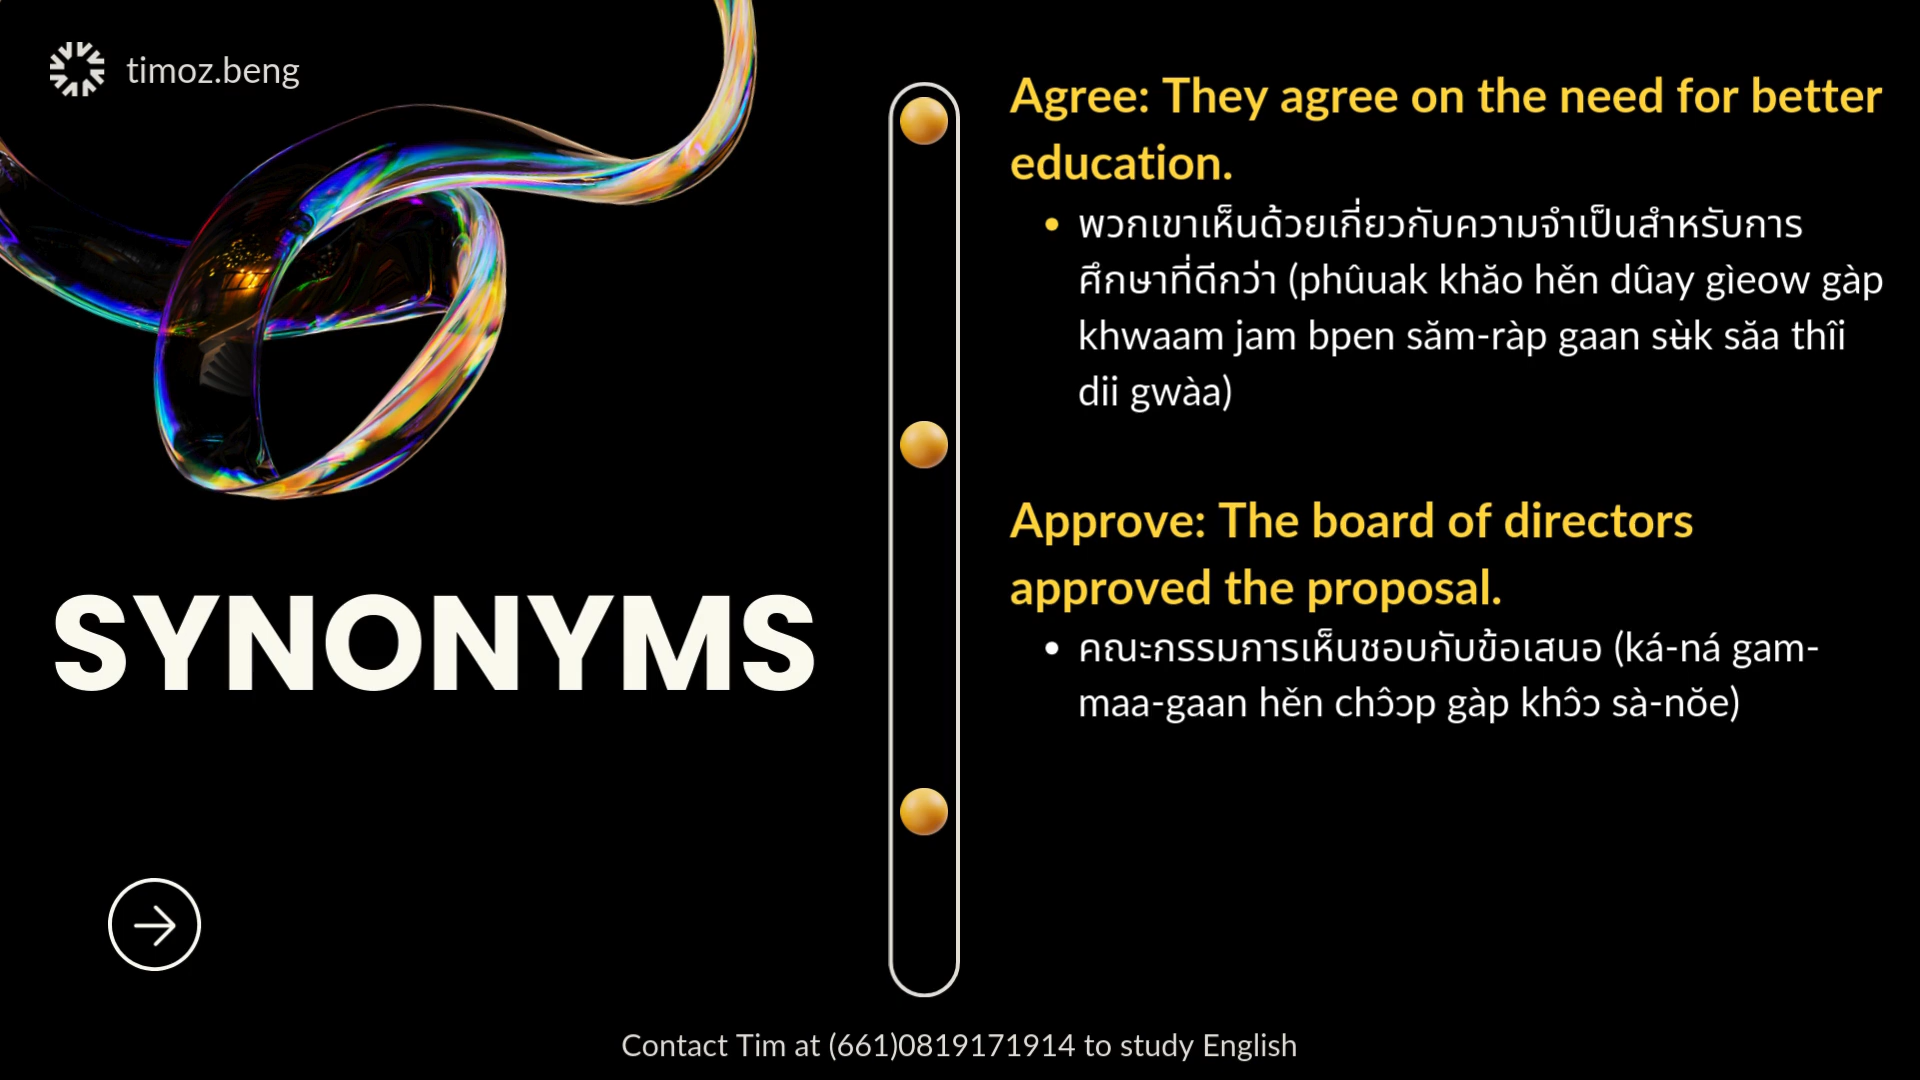 timoz.beng
SYNONYMS
Agree: They agree on the need for better
education.
• พวกเขาเห็นด้วยเกี่ยวกับความจำเป็นสำหรับการ
ศึกษาที่ดีกว่า (phûuak khăo hĕn dûay gìeow gàp
khwaam jam bpen săm-ràp gaan sʉ̀k săa thîi
dii gwàa)
Approve: The board of directors
approved the proposal.
• คณะกรรมการเห็นชอบกับข้อเสนอ (ká-ná gam-
maa-gaan hĕn chɔ̂ɔp gàp khɔ̂ɔ sà-nŏe)
Contact Tim at (661)0819171914 to study English